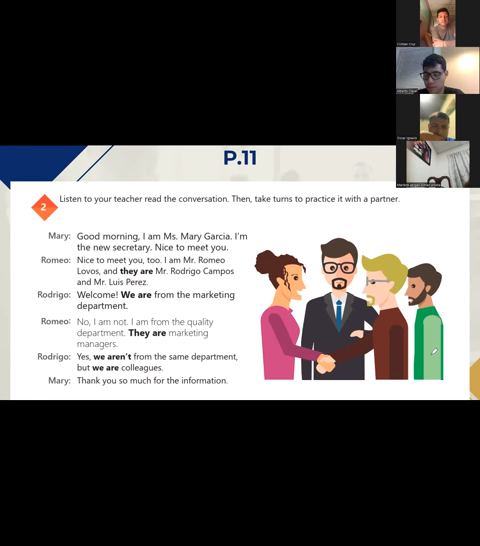 P.11
2
Listen to your teacher read the conversation. Then, take turns to practice it with a partner.
Mary: Good morning, I am Ms. Mary Garcia. I'm
the new secretary. Nice to meet you.
Romeo: Nice to meet you, too. I am Mr. Romeo
Lovos, and they are Mr. Rodrigo Campos
and Mr. Luis Perez.
Rodrigo: Welcome! We are from the marketing
department.
Romeo: No, I am not. I am from the quality
department. They are marketing
managers.
Rodrigo: Yes, we aren't from the same department,
but we are colleagues.
Mary: Thank you so much for the information.